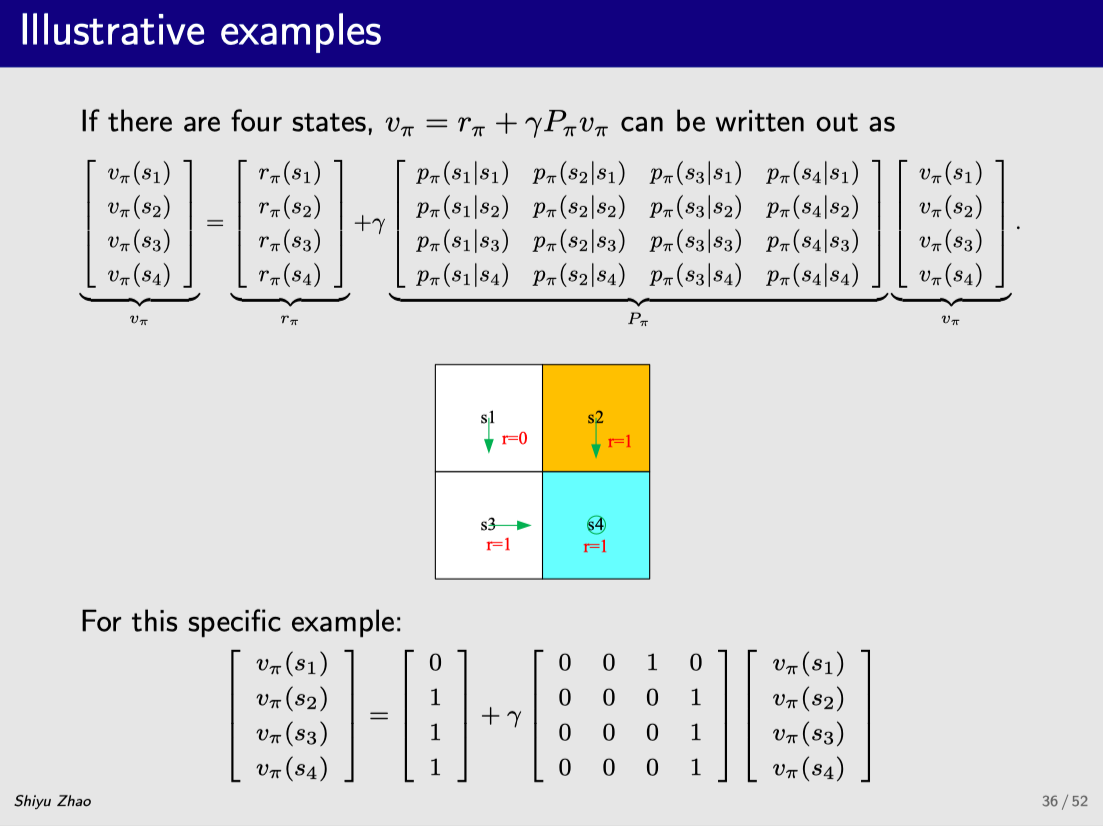 Illustrative examples
If there are four states, $v_\pi = r_\pi + \gamma P_\pi v_\pi$ can be written out as
$\underbrace{\begin{bmatrix} v_\pi(s_1) \\ v_\pi(s_2) \\ v_\pi(s_3) \\ v_\pi(s_4) \end{bmatrix}}_{v_\pi} = \underbrace{\begin{bmatrix} r_\pi(s_1) \\ r_\pi(s_2) \\ r_\pi(s_3) \\ r_\pi(s_4) \end{bmatrix}}_{r_\pi} + \gamma \underbrace{\begin{bmatrix} p_\pi(s_1|s_1) & p_\pi(s_2|s_1) & p_\pi(s_3|s_1) & p_\pi(s_4|s_1) \\ p_\pi(s_1|s_2) & p_\pi(s_2|s_2) & p_\pi(s_3|s_2) & p_\pi(s_4|s_2) \\ p_\pi(s_1|s_3) & p_\pi(s_2|s_3) & p_\pi(s_3|s_3) & p_\pi(s_4|s_3) \\ p_\pi(s_1|s_4) & p_\pi(s_2|s_4) & p_\pi(s_3|s_4) & p_\pi(s_4|s_4) \end{bmatrix}}_{P_\pi} \underbrace{\begin{bmatrix} v_\pi(s_1) \\ v_\pi(s_2) \\ v_\pi(s_3) \\ v_\pi(s_4) \end{bmatrix}}_{v_\pi}.$
s1
r=0
s2
r=1
s3
r=1
s4
r=1
For this specific example:
$\begin{bmatrix} v_\pi(s_1) \\ v_\pi(s_2) \\ v_\pi(s_3) \\ v_\pi(s_4) \end{bmatrix} = \begin{bmatrix} 0 \\ 1 \\ 1 \\ 1 \end{bmatrix} + \gamma \begin{bmatrix} 0 & 0 & 1 & 0 \\ 0 & 0 & 0 & 1 \\ 0 & 0 & 0 & 1 \\ 0 & 0 & 0 & 1 \end{bmatrix} \begin{bmatrix} v_\pi(s_1) \\ v_\pi(s_2) \\ v_\pi(s_3) \\ v_\pi(s_4) \end{bmatrix}$
Shiyu Zhao
36 / 52